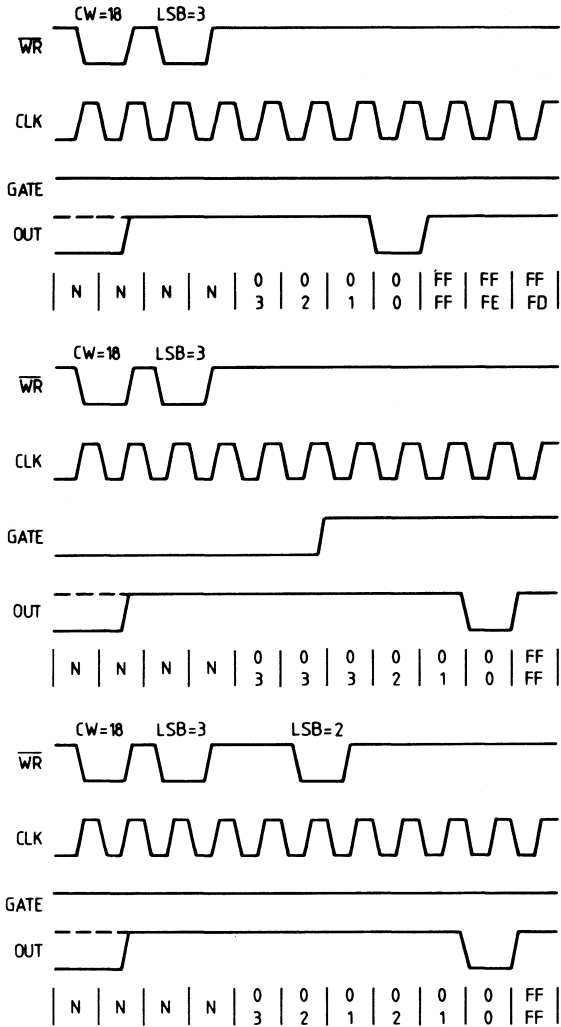 CW=18 LSB=3
WR
CLK
GATE
OUT
N N N N 0 0 0 0 FF FF FF
3 2 1 0 FF FE FD
CW=18 LSB=3
WR
CLK
GATE
OUT
N N N N 0 0 0 0 0 0 FF
3 3 3 2 1 0 FF
CW=18 LSB=3 LSB=2
WR
CLK
GATE
OUT
N N N N 0 0 0 0 0 0 FF
3 2 1 2 1 0 FF